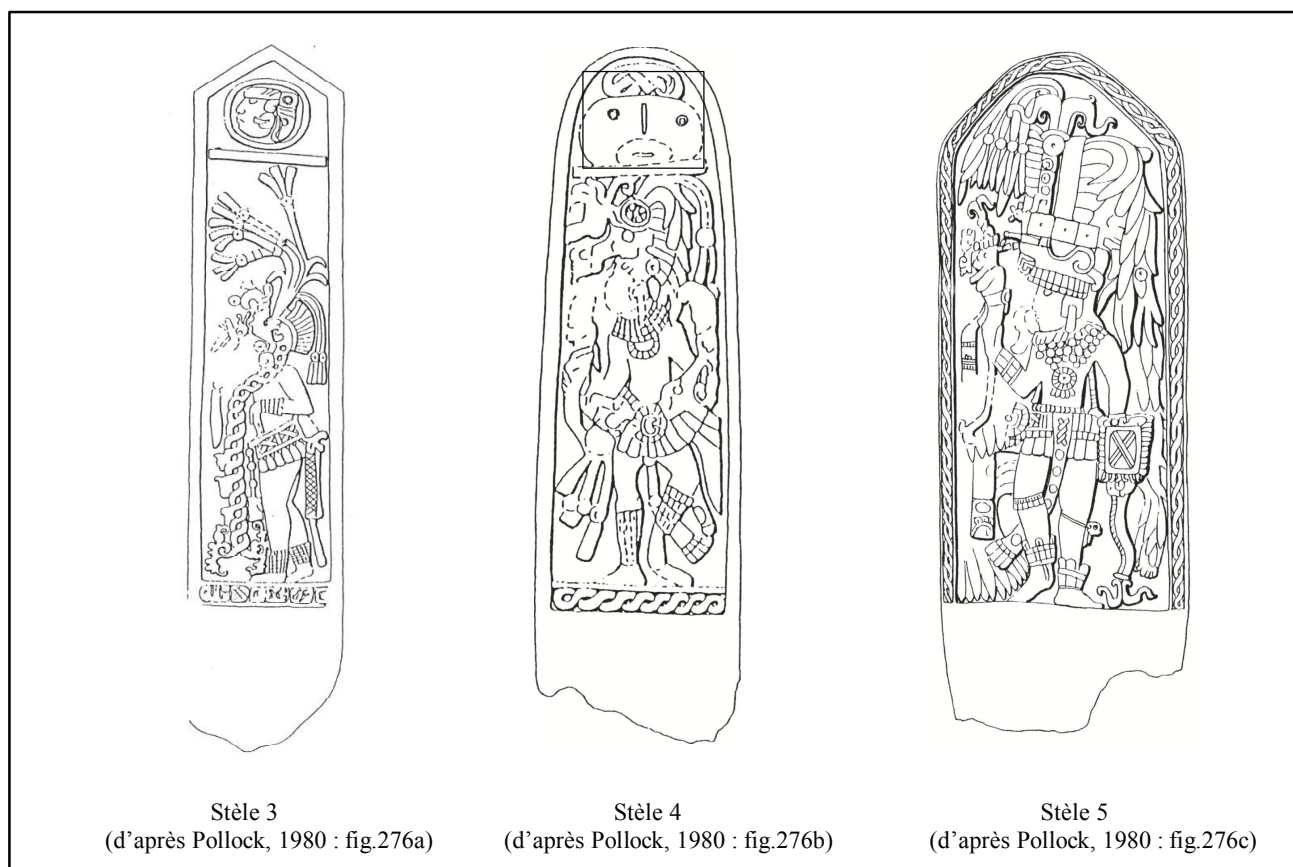 Stèle 3
(d'après Pollock, 1980 : fig.276a)
Stèle 4
(d'après Pollock, 1980 : fig.276b)
Stèle 5
(d'après Pollock, 1980 : fig.276c)